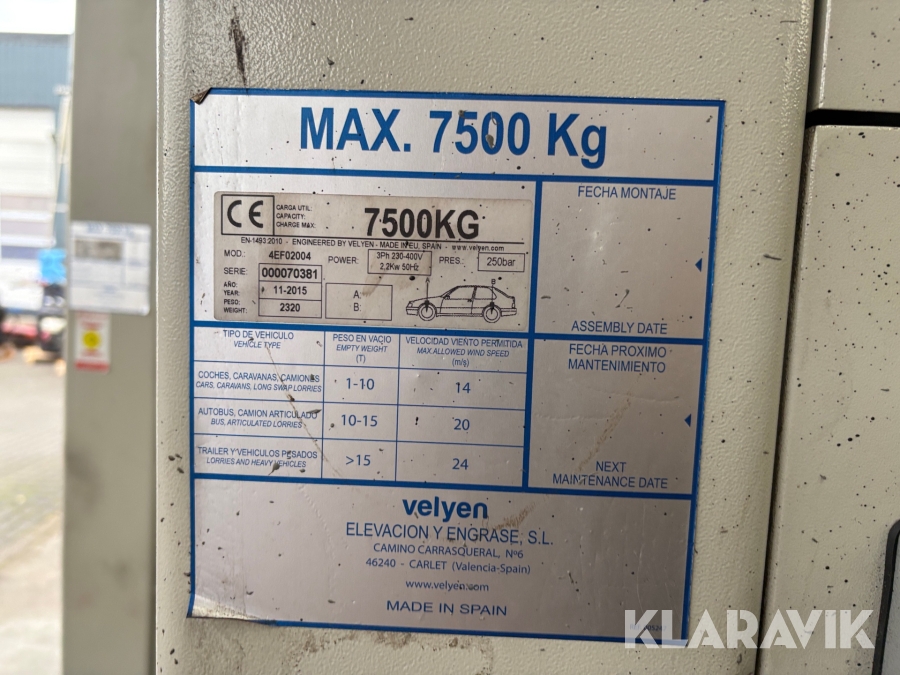 MAX. 7500 Kg
CE
CARGA UTIL:
CAPACITY:
CHARGE MAX:
7500KG
EN-1493:2010 - ENGINEERED BY VELYEN - MADE IN EU, SPAIN - www.velyen.com
MOD.: 4EF02004
POWER: 3Ph 230-400V
2,2Kw 50Hz
PRES.: 250bar
SERIE: 000070381
AÑO:
YEAR: 11-2015
PESO:
WEIGHT: 2320
A:
B:
A B
FECHA MONTAJE
ASSEMBLY DATE
TIPO DE VEHICULO
VEHICLE TYPE
PESO EN VACIO
EMPTY WEIGHT
(T)
VELOCIDAD VIENTO PERMITIDA
MAX.ALLOWED WIND SPEED
(m/s)
COCHES, CARAVANAS, CAMIONES
CARS, CARAVANS, LONG SWAP LORRIES
1-10
14
AUTOBUS, CAMION ARTICULADO
BUS, ARTICULATED LORRIES
10-15
20
TRAILER Y VEHICULOS PESADOS
LORRIES AND HEAVY VEHICLES
>15
24
FECHA PROXIMO
MANTENIMIENTO
NEXT
MAINTENANCE DATE
velyen
ELEVACION Y ENGRASE, S.L.
CAMINO CARRASQUERAL, Nº6
46240 - CARLET (Valencia-Spain)
www.velyen.com
MADE IN SPAIN
KLARAVIK